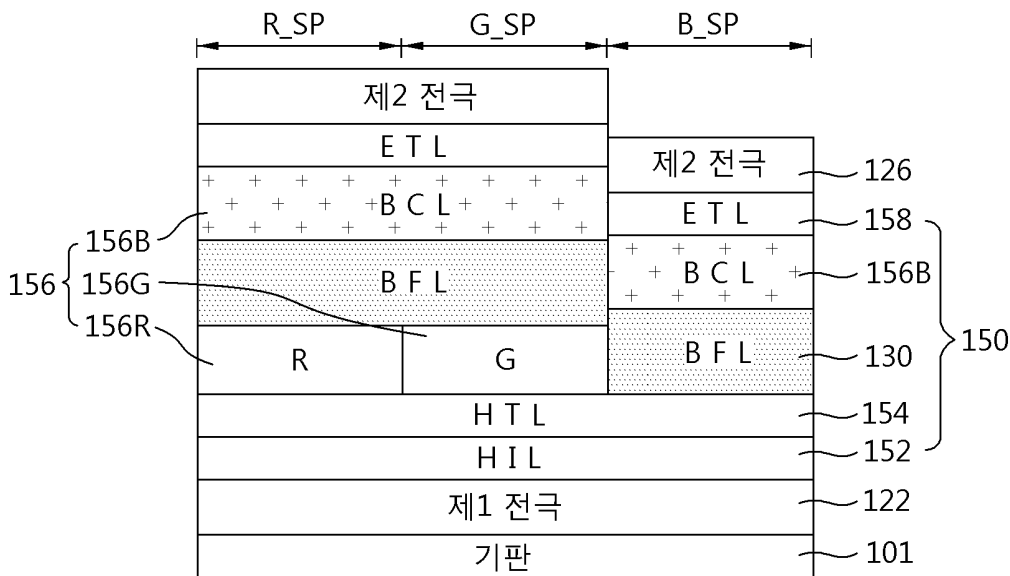 R_SP G_SP B_SP
제2 전극
E T L
제2 전극 126
B C L
E T L 158
156B
B F L
B C L 156B
156 156G
156R
R G
B F L 130
150
H T L 154
H I L 152
제1 전극 122
기판 101